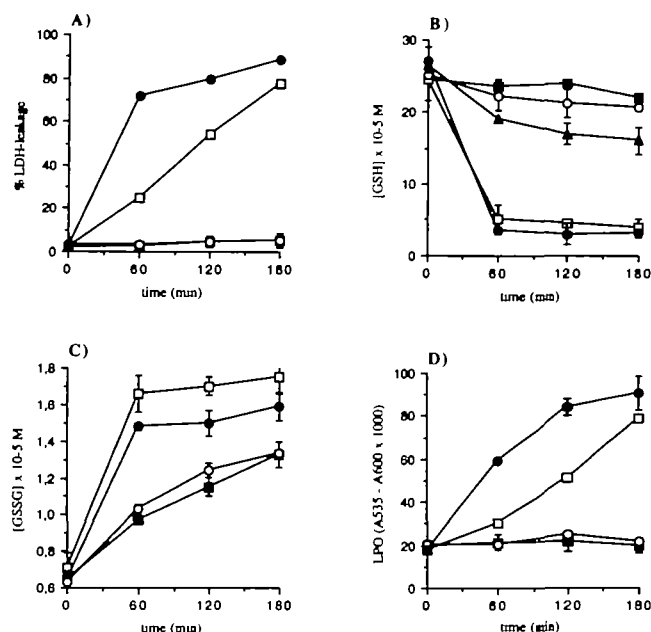 A)
100
80
60
40
20
0
% LDH-leakage
0 60 120 180
time (min)
B)
30
20
10
0
[GSH] x 10-5 M
0 60 120 180
time (min)
C)
1,8
1,6
1,4
1,2
1,0
0,8
0,6
[GSSG] x 10-5 M
0 60 120 180
time (min)
D)
100
80
60
40
20
0
LPO (A535 - A600 x 1000)
0 60 120 180
time (min)